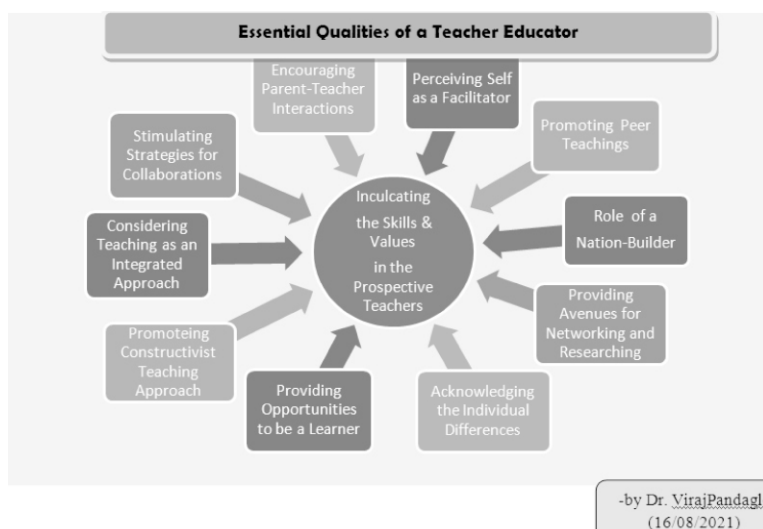 Essential Qualities of a Teacher Educator
Encouraging
Parent-Teacher
Interactions
Perceiving Self
as a Facilitator
Promoting Peer
Teachings
Role of a
Nation-Builder
Providing
Avenues for
Networking and
Researching
Acknowledging
the Individual
Differences
Providing
Opportunities
to be a Learner
Promoteing
Constructivist
Teaching
Approach
Considering
Teaching as an
Integrated
Approach
Stimulating
Strategies for
Collaborations
Inculcating
the Skills &
Values
in the
Prospective
Teachers
-by Dr. VirajPandagl
(16/08/2021)